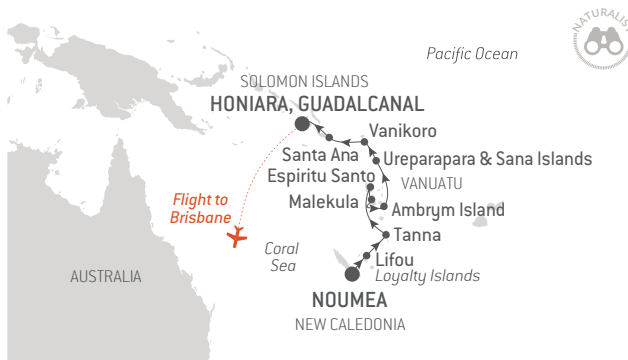 NATURALIST
Pacific Ocean
SOLOMON ISLANDS
HONIARA, GUADALCANAL
Vanikoro
Santa Ana
Ureparapara & Sana Islands
Espiritu Santo
VANUATU
Malekula
Ambrym Island
Flight to
Brisbane
Tanna
Coral
Sea
Lifou
AUSTRALIA
Loyalty Islands
NOUMEA
NEW CALEDONIA